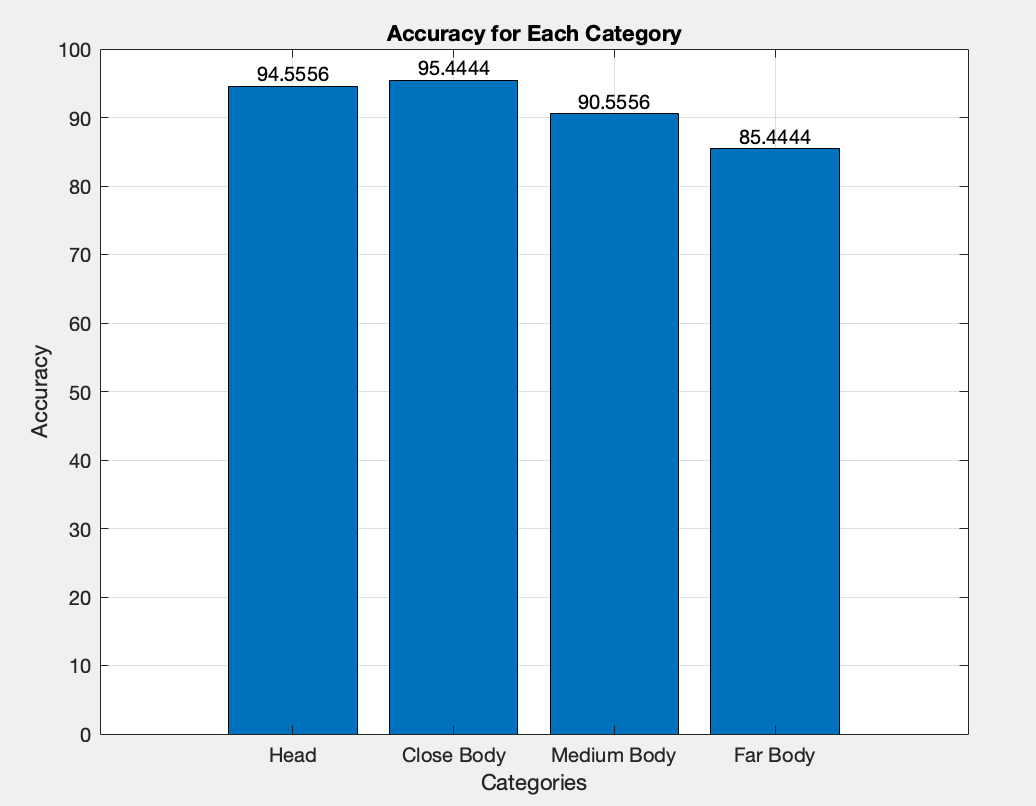 Accuracy for Each Category
100
90
80
70
60
50
40
30
20
10
0
Accuracy
94.5556
95.4444
90.5556
85.4444
Head
Close Body
Medium Body
Far Body
Categories